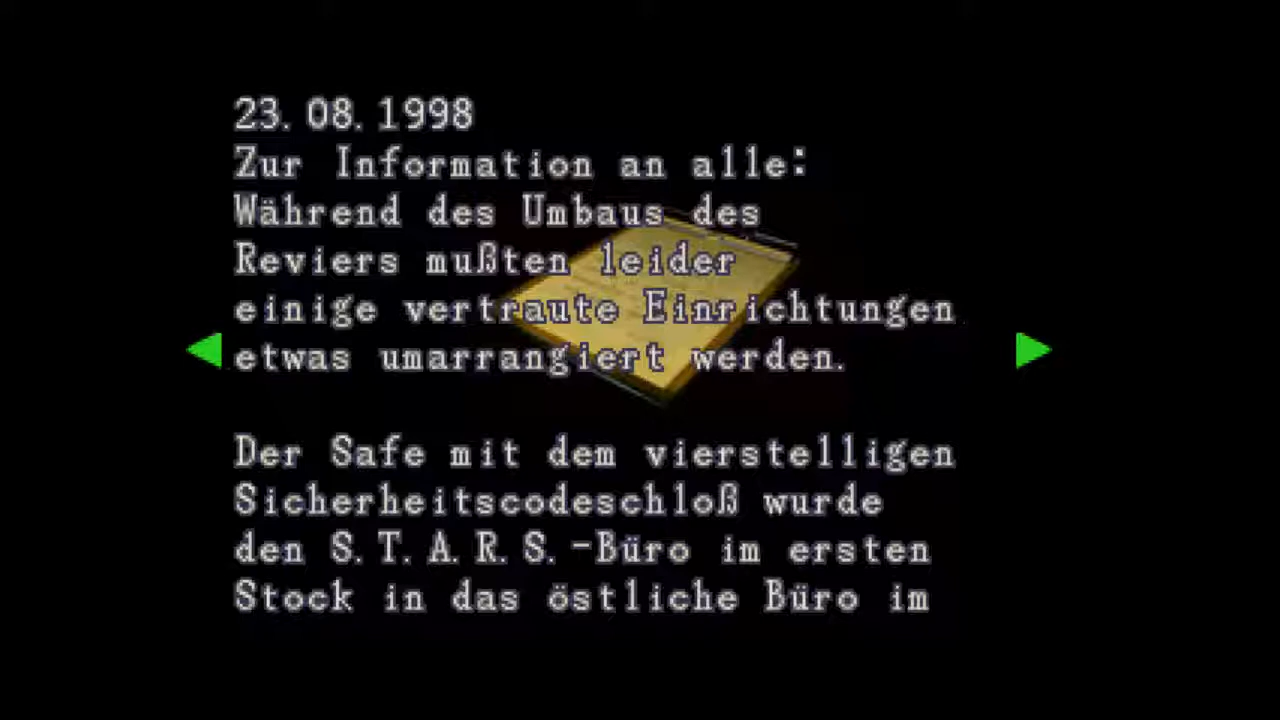 23.08.1998
Zur Information an alle:
Während des Umbaus des
Reviers mußten leider
einige vertraute Einrichtungen
etwas umarrangiert werden.
Der Safe mit dem vierstelligen
Sicherheitscodeschloß wurde
den S.T.A.R.S.-Büro im ersten
Stock in das östliche Büro im